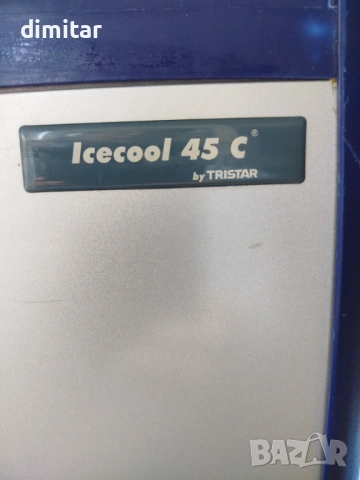 dimitar
Icecool 45 C®
by TRISTAR
BAZAR